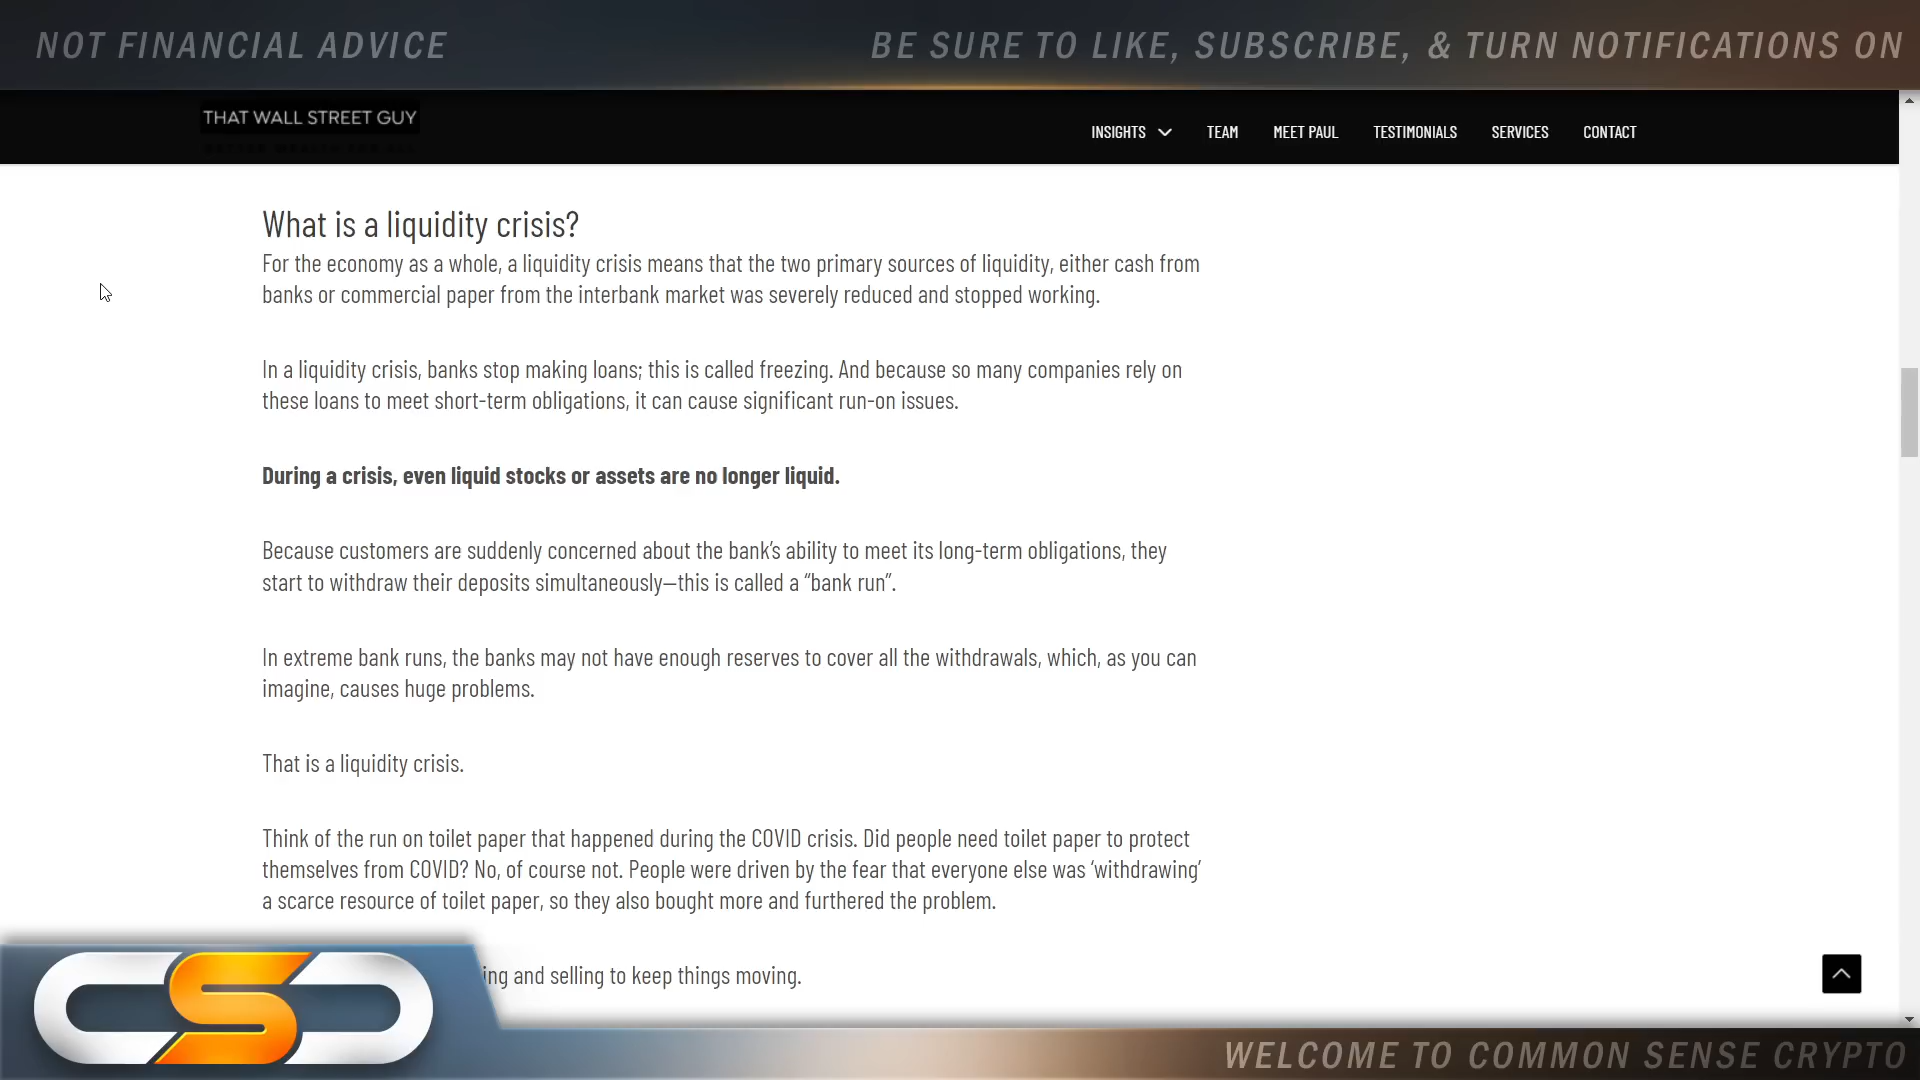 NOT FINANCIAL ADVICE
BE SURE TO LIKE, SUBSCRIBE, & TURN NOTIFICATIONS ON
THAT WALL STREET GUY
INSIGHTS
TEAM
MEET PAUL
TESTIMONIALS
SERVICES
CONTACT
What is a liquidity crisis?
For the economy as a whole, a liquidity crisis means that the two primary sources of liquidity, either cash from
banks or commercial paper from the interbank market was severely reduced and stopped working.
In a liquidity crisis, banks stop making loans; this is called freezing. And because so many companies rely on
these loans to meet short-term obligations, it can cause significant run-on issues.
During a crisis, even liquid stocks or assets are no longer liquid.
Because customers are suddenly concerned about the bank’s ability to meet its long-term obligations, they
start to withdraw their deposits simultaneously—this is called a “bank run”.
In extreme bank runs, the banks may not have enough reserves to cover all the withdrawals, which, as you can
imagine, causes huge problems.
That is a liquidity crisis.
Think of the run on toilet paper that happened during the COVID crisis. Did people need toilet paper to protect
themselves from COVID? No, of course not. People were driven by the fear that everyone else was ‘withdrawing’
a scarce resource of toilet paper, so they also bought more and furthered the problem.
ing and selling to keep things moving.
CSC
WELCOME TO COMMON SENSE CRYPTO